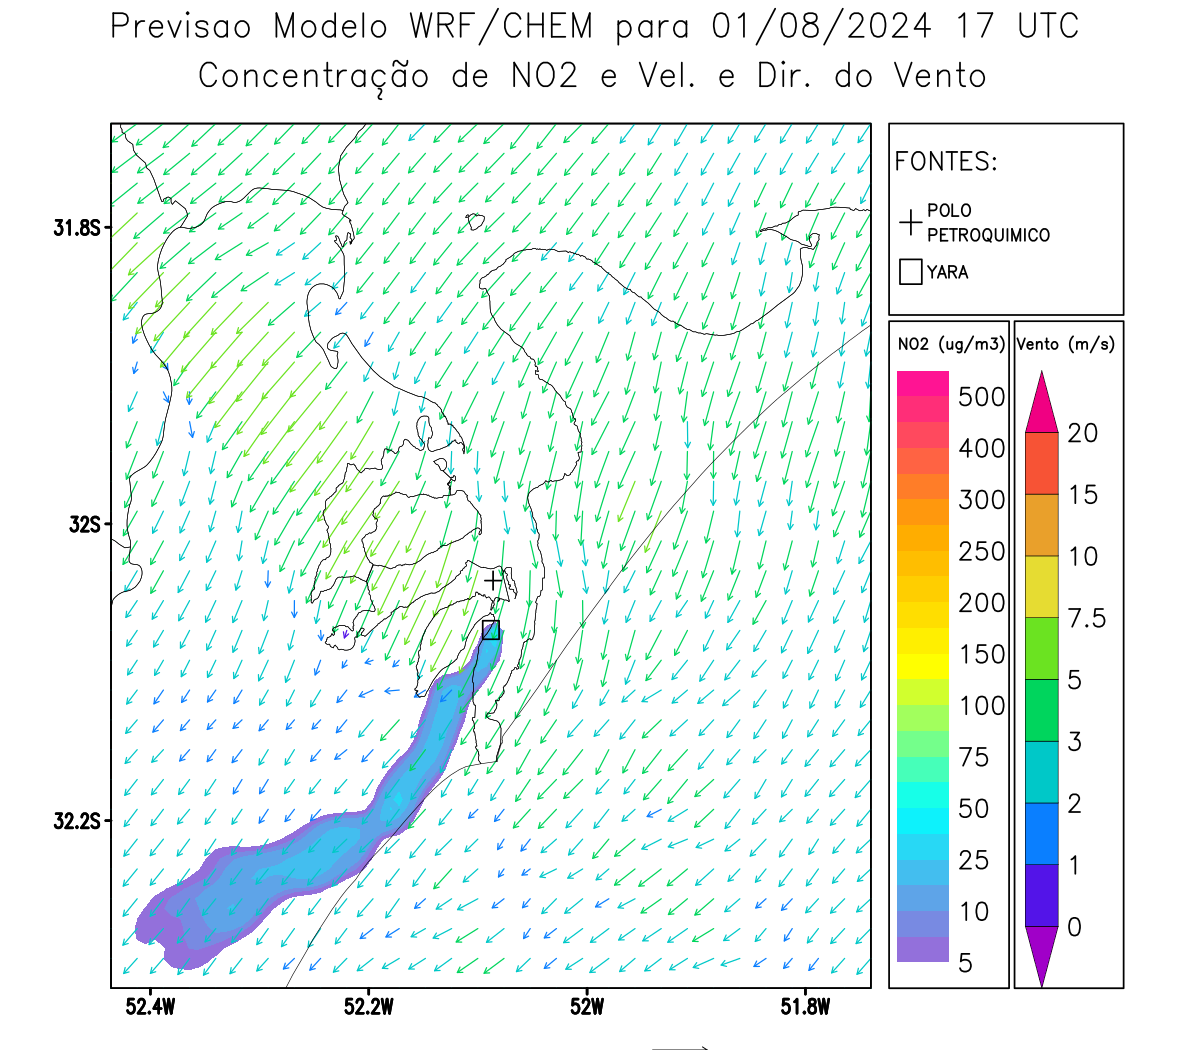 Previsao Modelo WRF/CHEM para 01/08/2024 17 UTC
Concentração de NO2 e Vel. e Dir. do Vento
FONTES:
POLO
PETROQUIMICO
YARA
NO2 (ug/m3)
500
400
300
250
200
150
100
75
50
25
10
5
Vento (m/s)
20
15
10
7.5
5
3
2
1
0
31.8S
32S
32.2S
52.4W
52.2W
52W
51.8W